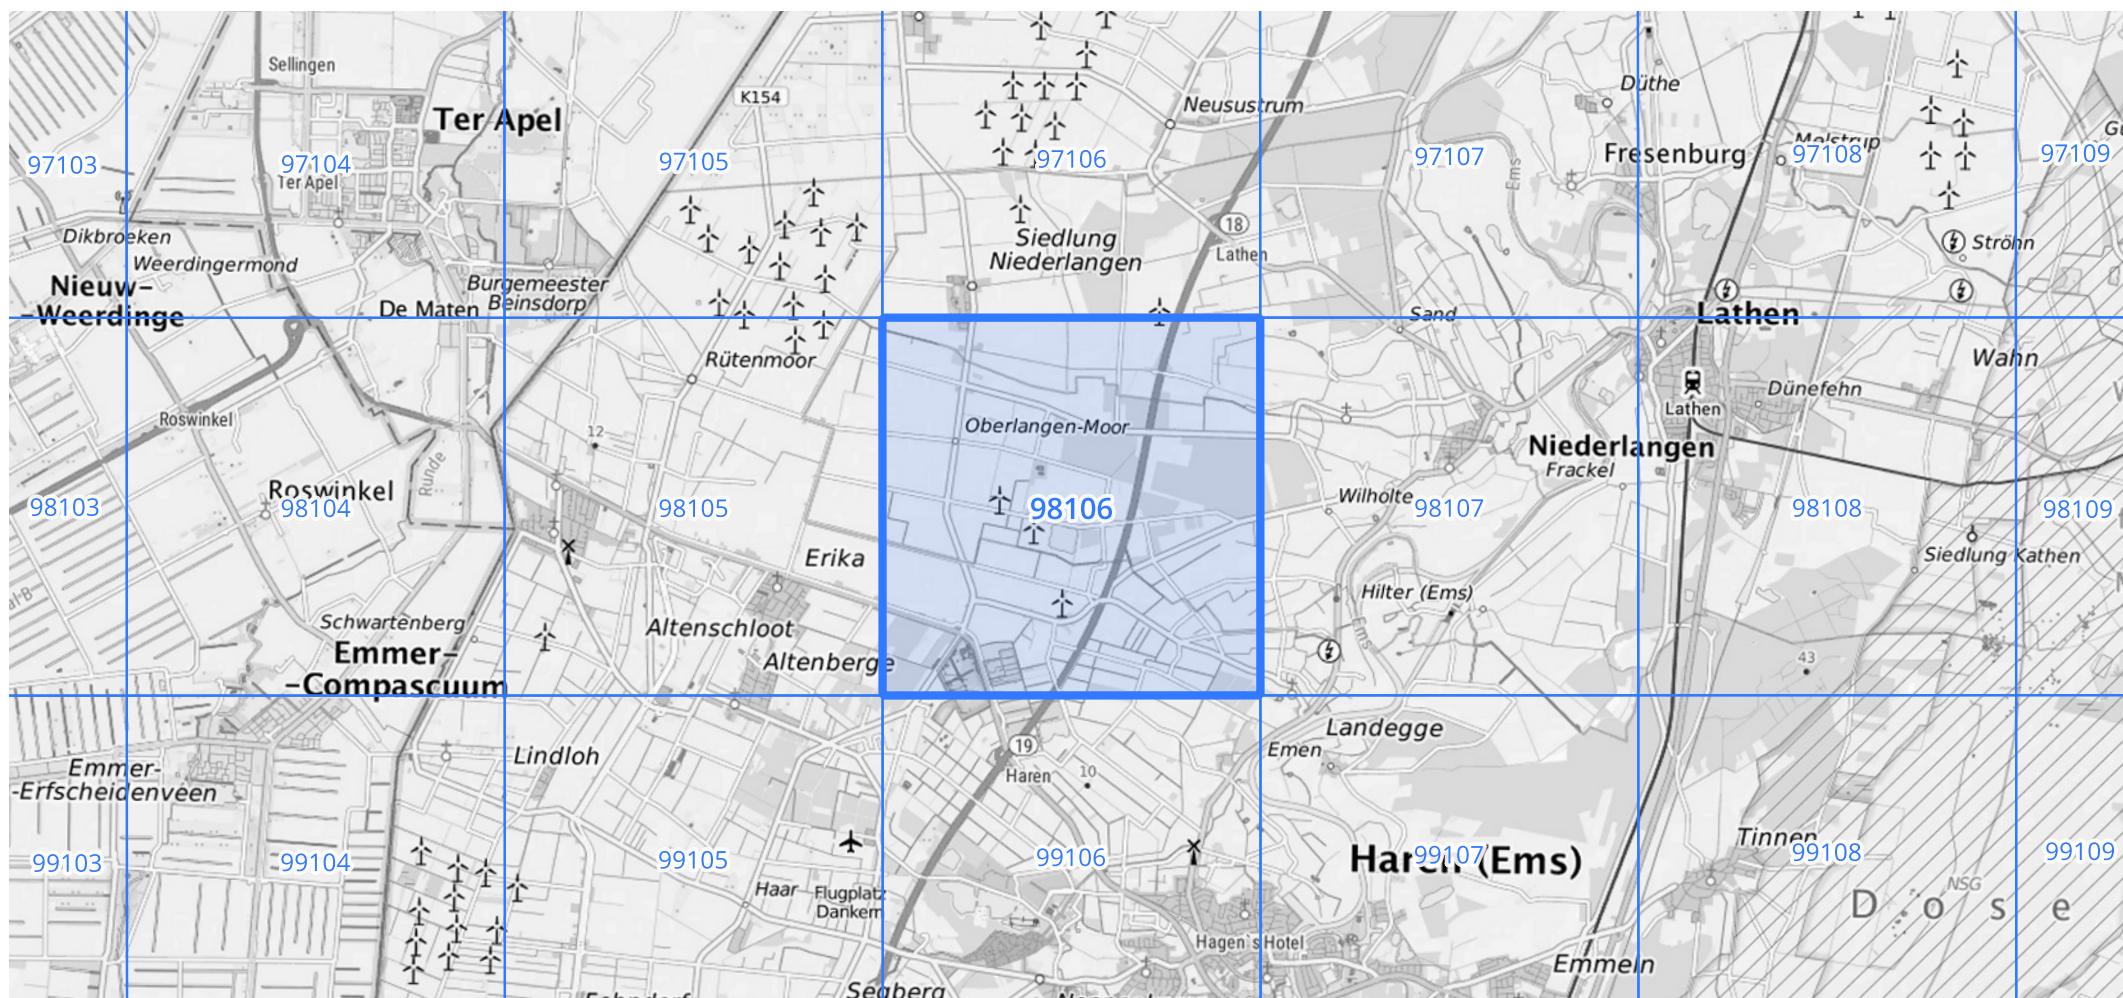 Sellingen
Ter Apel
K154
Neusustrum
Düthe
Melstrup
97103
97104
97105
97106
97107
Fresenburg
97108
97109
Ter Apel
Ems
Dikbroeken
Weerdingermond
Siedlung
Niederlangen
18
Lathen
Ströhn
Nieuw-
-Weerdinge
De Maten
Burgemeester
Beinsdorp
Sand
Lathen
Rütenmoor
Wahn
Roswinkel
12
Oberlangen-Moor
Lathen
Dünefehn
Runde
Roswinkel
Niederlangen
Frackel
Wilholte
98103
98104
98105
98106
98107
98108
98109
Erika
Siedlung Kathen
Hilter (Ems)
Ems
Schwartenberg
Altenschloot
Emmer-
-Compascuum
Altenberge
43
Lindloh
19
Haren
10
Emen
Landegge
Emmer-
-Erfscheidenveen
Tinnen
99103
99104
99105
99106
Haren (Ems)
99107
99108
99109
Haar
Flugplatz
Dankern
NSG
D o s e
Hagen's Hotel
Emmeln
Segberg